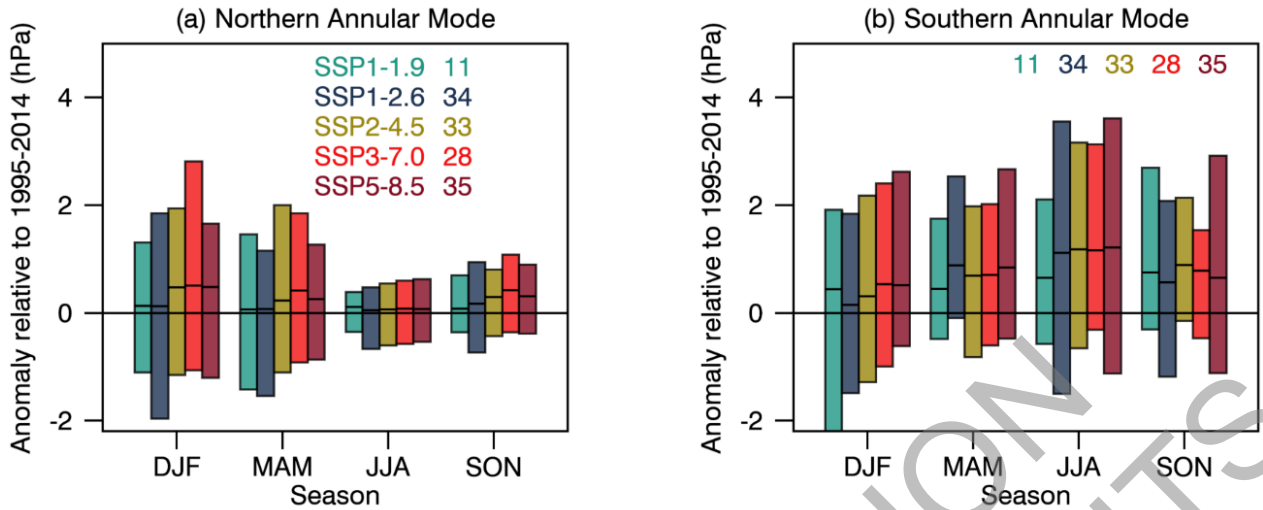 (a) Northern Annular Mode
Anomaly relative to 1995-2014 (hPa)
4
2
0
-2
SSP1-1.9 11
SSP1-2.6 34
SSP2-4.5 33
SSP3-7.0 28
SSP5-8.5 35
DJF MAM JJA SON
Season
(b) Southern Annular Mode
Anomaly relative to 1995-2014 (hPa)
4
2
0
-2
11 34 33 28 35
DJF MAM JJA SON
Season